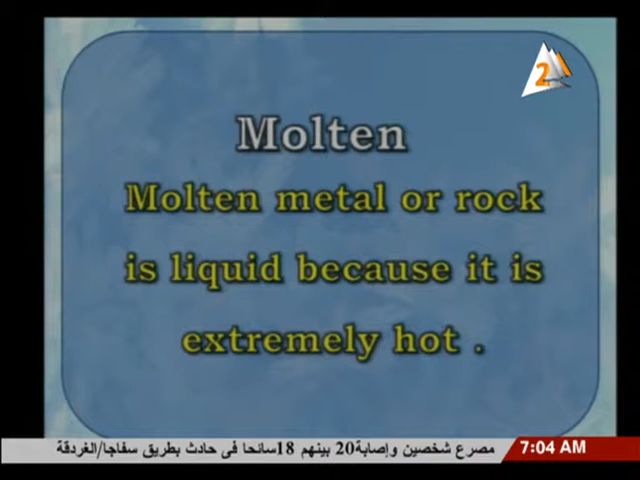 2
Molten
Molten metal or rock
is liquid because it is
extremely hot .
مصرع شخصين وإصابة20 بينهم 18سائحا فى حادث بطريق سفاجا/الغردقة
7:04 AM